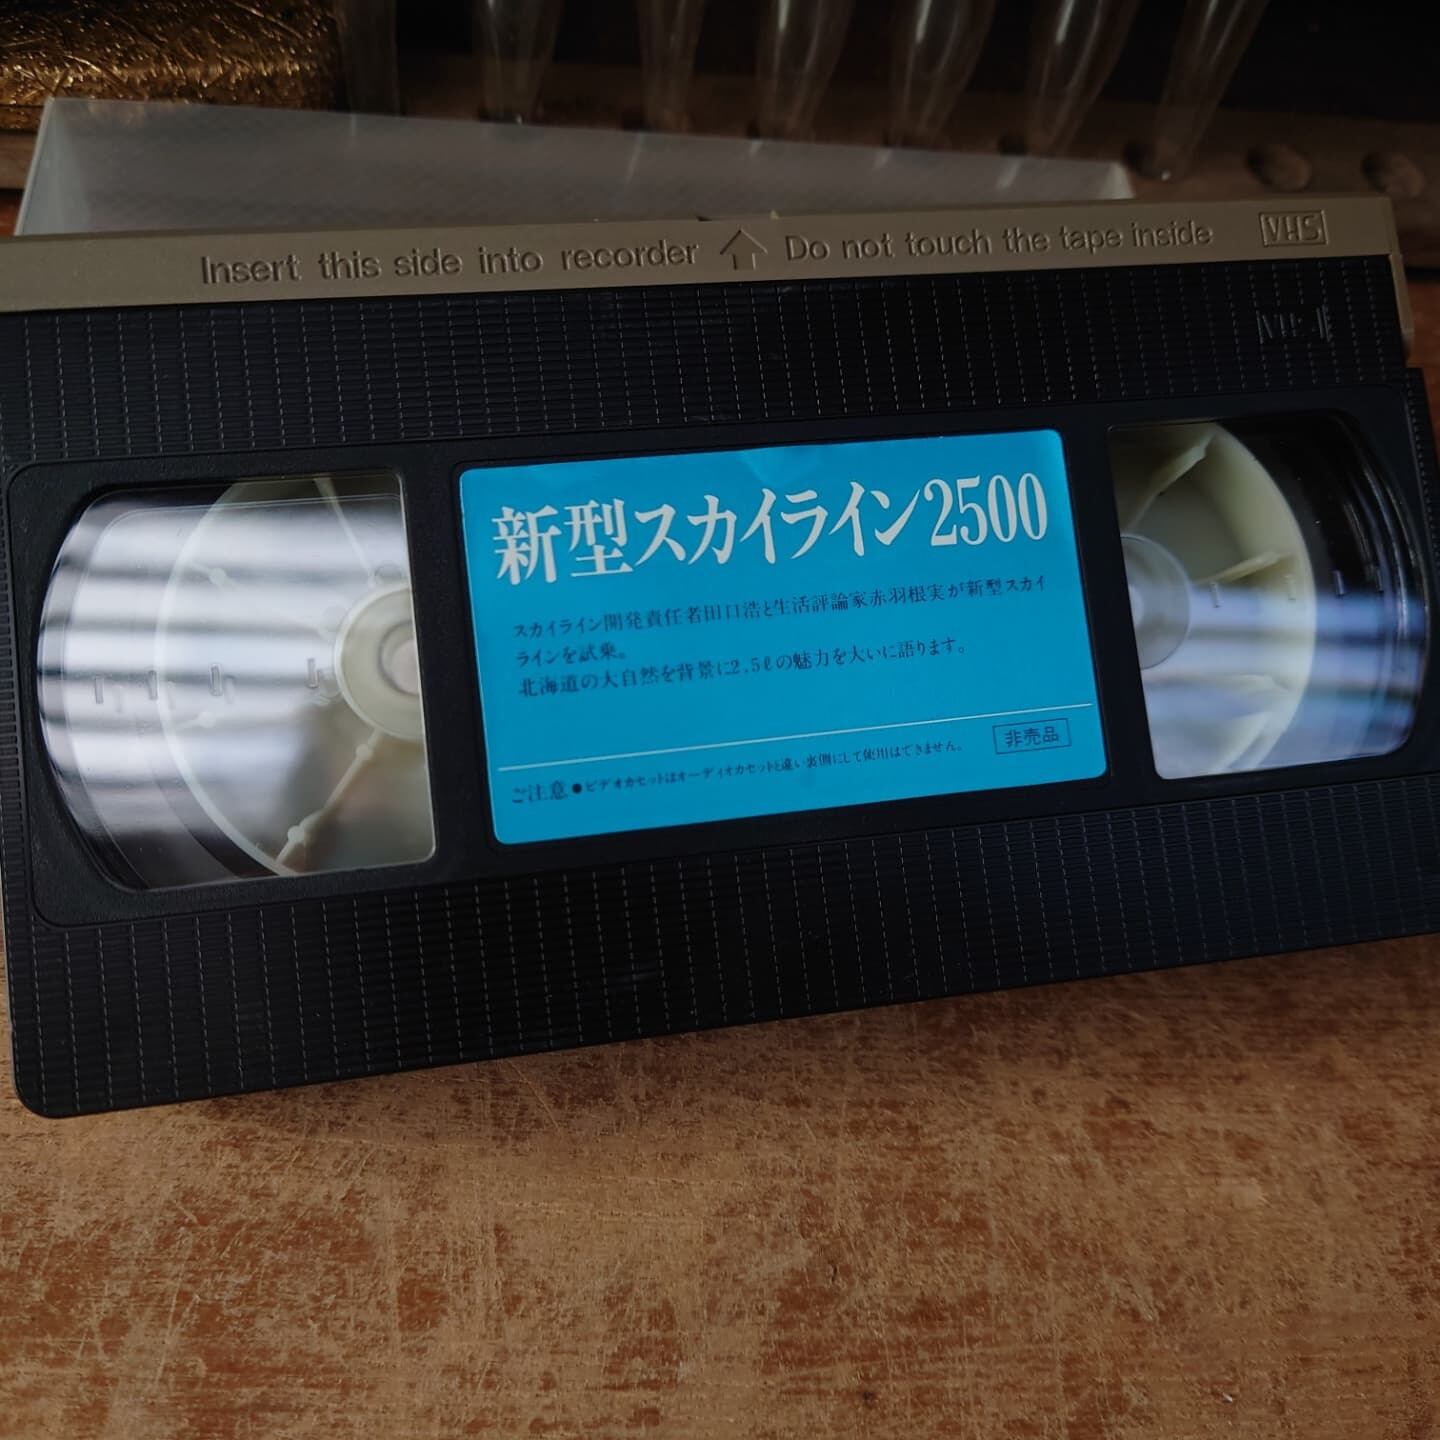 Insert this side into recorder Do not touch the tape inside VHS
新型スカイライン2500
スカイライン開発責任者田口浩と生活評論家赤羽根実が新型スカイ
ラインを試乗。
北海道の大自然を背景に2.5ℓの魅力を大いに語ります。
非売品
ご注意●ビデオカセットはオーディオカセットと違い裏側にして使用はできません。